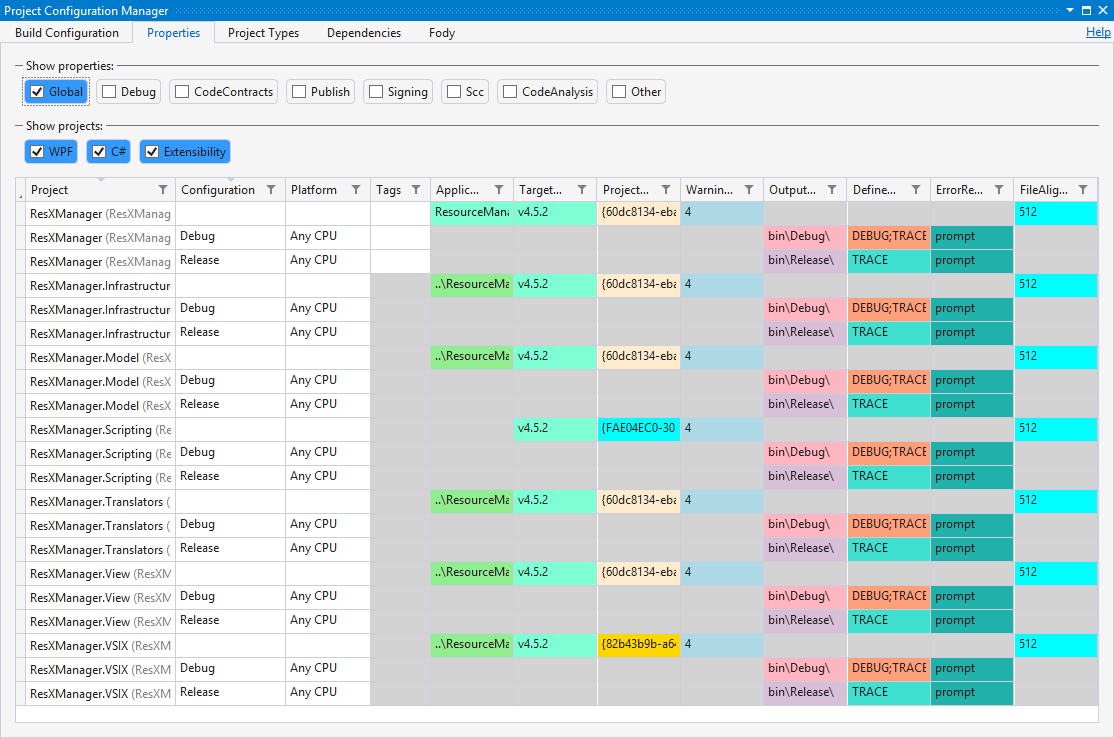 Project Configuration Manager
Build Configuration Properties Project Types Dependencies Fody Help
Show properties:
Global Debug CodeContracts Publish Signing Scc CodeAnalysis Other
Show projects:
WPF C# Extensibility
Project Configuration Platform Tags Applic... Target... Project... Warnin... Output... Define... ErrorRe... FileAlig...
ResXManager (ResXManag ResourceMana v4.5.2 {60dc8134-eba 4 512
ResXManager (ResXManag Debug Any CPU bin\Debug\ DEBUG;TRACE prompt
ResXManager (ResXManag Release Any CPU bin\Release\ TRACE prompt
ResXManager.Infrastructur ..\ResourceMa v4.5.2 {60dc8134-eba 4 512
ResXManager.Infrastructur Debug Any CPU bin\Debug\ DEBUG;TRACE prompt
ResXManager.Infrastructur Release Any CPU bin\Release\ TRACE prompt
ResXManager.Model (ResX ..\ResourceMa v4.5.2 {60dc8134-eba 4 512
ResXManager.Model (ResX Debug Any CPU bin\Debug\ DEBUG;TRACE prompt
ResXManager.Model (ResX Release Any CPU bin\Release\ TRACE prompt
ResXManager.Scripting (Re v4.5.2 {FAE04EC0-30 4 512
ResXManager.Scripting (Re Debug Any CPU bin\Debug\ DEBUG;TRACE prompt
ResXManager.Scripting (Re Release Any CPU bin\Release\ TRACE prompt
ResXManager.Translators ( ..\ResourceMa v4.5.2 {60dc8134-eba 4 512
ResXManager.Translators ( Debug Any CPU bin\Debug\ DEBUG;TRACE prompt
ResXManager.Translators ( Release Any CPU bin\Release\ TRACE prompt
ResXManager.View (ResXM ..\ResourceMa v4.5.2 {60dc8134-eba 4 512
ResXManager.View (ResXM Debug Any CPU bin\Debug\ DEBUG;TRACE prompt
ResXManager.View (ResXM Release Any CPU bin\Release\ TRACE prompt
ResXManager.VSIX (ResXM ..\ResourceMa v4.5.2 {82b43b9b-a64 4 512
ResXManager.VSIX (ResXM Debug Any CPU bin\Debug\ DEBUG;TRACE prompt
ResXManager.VSIX (ResXM Release Any CPU bin\Release\ TRACE prompt